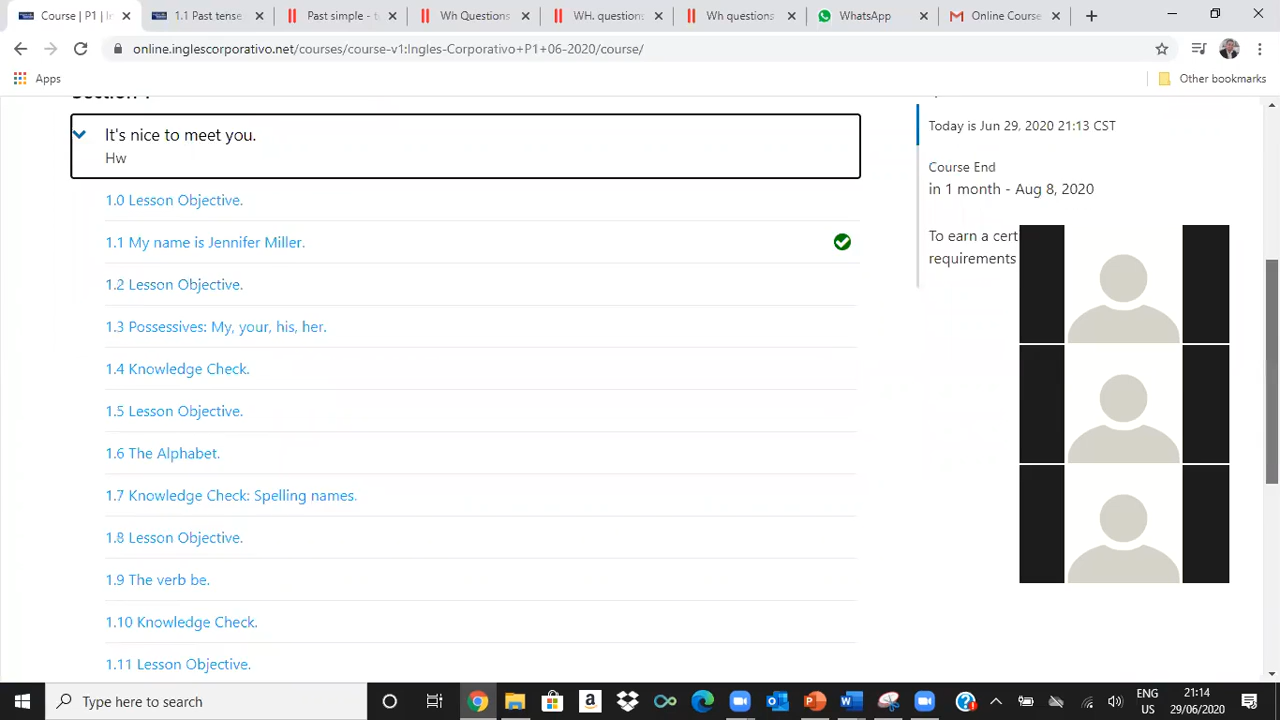 Course | P1 | I
1.1 Past tense
Past simple - t
Wh Questions
WH. questions
Wh questions
WhatsApp
Online Course
online.inglescorporativo.net/courses/course-v1:Ingles-Corporativo+P1+06-2020/course/
Apps
Other bookmarks
It's nice to meet you.
Hw
1.0 Lesson Objective.
1.1 My name is Jennifer Miller.
1.2 Lesson Objective.
1.3 Possessives: My, your, his, her.
1.4 Knowledge Check.
1.5 Lesson Objective.
1.6 The Alphabet.
1.7 Knowledge Check: Spelling names.
1.8 Lesson Objective.
1.9 The verb be.
1.10 Knowledge Check.
1.11 Lesson Objective.
Today is Jun 29, 2020 21:13 CST
Course End
in 1 month - Aug 8, 2020
To earn a cert
requirements
Type here to search
ENG
US
21:14
29/06/2020